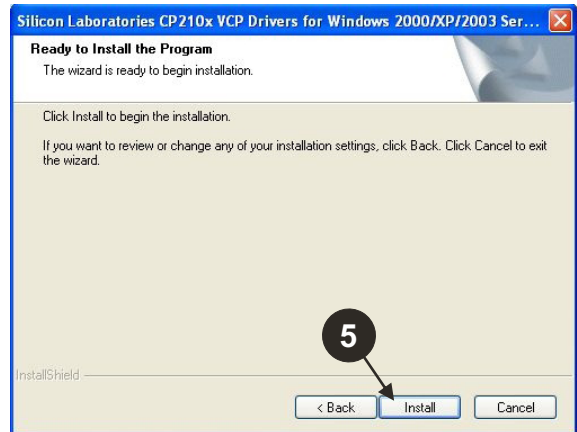 Silicon Laboratories CP210x VCP Drivers for Windows 2000/XP/2003 Ser...
Ready to Install the Program
The wizard is ready to begin installation.
Click Install to begin the installation.
If you want to review or change any of your installation settings, click Back. Click Cancel to exit
the wizard.
5
InstallShield
< Back Install Cancel